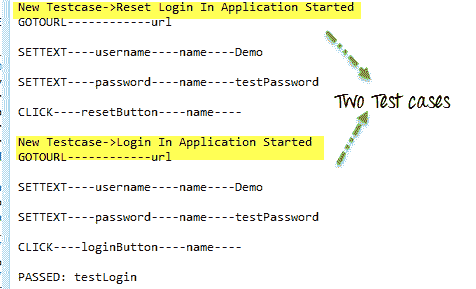 New Testcase->Reset Login In Application Started
GOTOURL------------url
SETTEXT----username----name----Demo
SETTEXT----password----name----testPassword
CLICK----resetButton----name----
Two Test cases
New Testcase->Login In Application Started
GOTOURL------------url
SETTEXT----username----name----Demo
SETTEXT----password----name----testPassword
CLICK----loginButton----name----
PASSED: testLogin